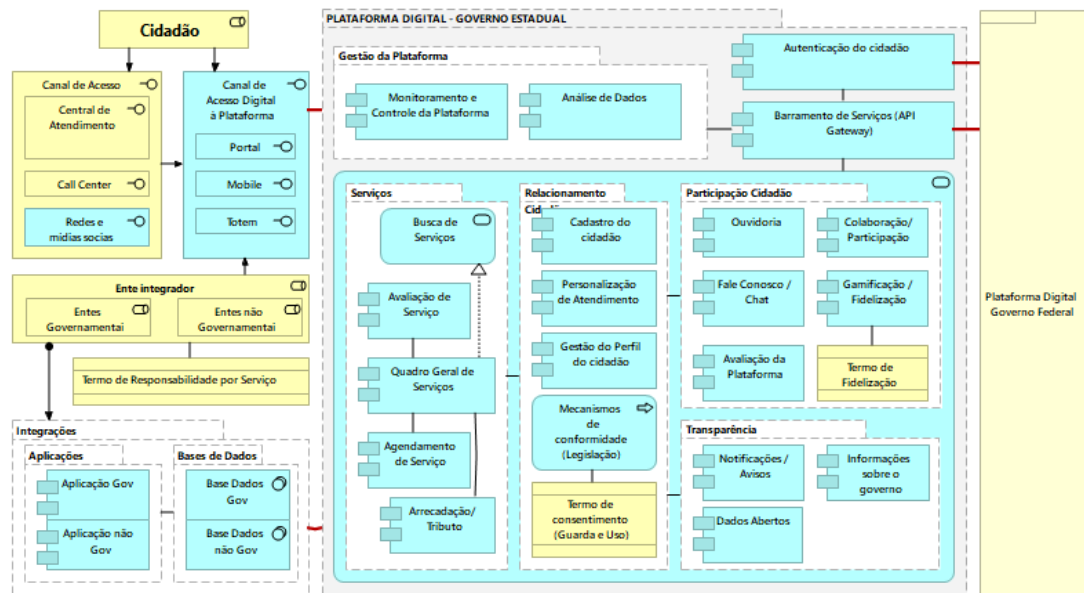 Cidadão
Canal de Acesso
Central de
Atendimento
Call Center
Redes e
mídias sociais
Canal de
Acesso Digital
à Plataforma
Portal
Mobile
Totem
Ente integrador
Entes
Governamentai
Entes não
Governamentai
Termo de Responsabilidade por Serviço
Integrações
Aplicações
Aplicação Gov
Aplicação não
Gov
Bases de Dados
Base Dados
Gov
Base Dados
não Gov
PLATAFORMA DIGITAL - GOVERNO ESTADUAL
Gestão da Plataforma
Monitoramento e
Controle da Plataforma
Análise de Dados
Autenticação do cidadão
Barramento de Serviços (API
Gateway)
Serviços
Busca de
Serviços
Avaliação de
Serviço
Quadro Geral de
Serviços
Agendamento
de Serviço
Arrecadação/
Tributo
Relacionamento
Cadastro do
cidadão
Personalização
de Atendimento
Gestão do Perfil
do cidadão
Mecanismos
de
conformidade
(Legislação)
Termo de
consentimento
(Guarda e Uso)
Participação Cidadão
Ouvidoria
Colaboração/
Participação
Fale Conosco /
Chat
Gamificação /
Fidelização
Avaliação da
Plataforma
Termo de
Fidelização
Transparência
Notificações /
Avisos
Informações
sobre o
governo
Dados Abertos
Plataforma Digital
Governo Federal